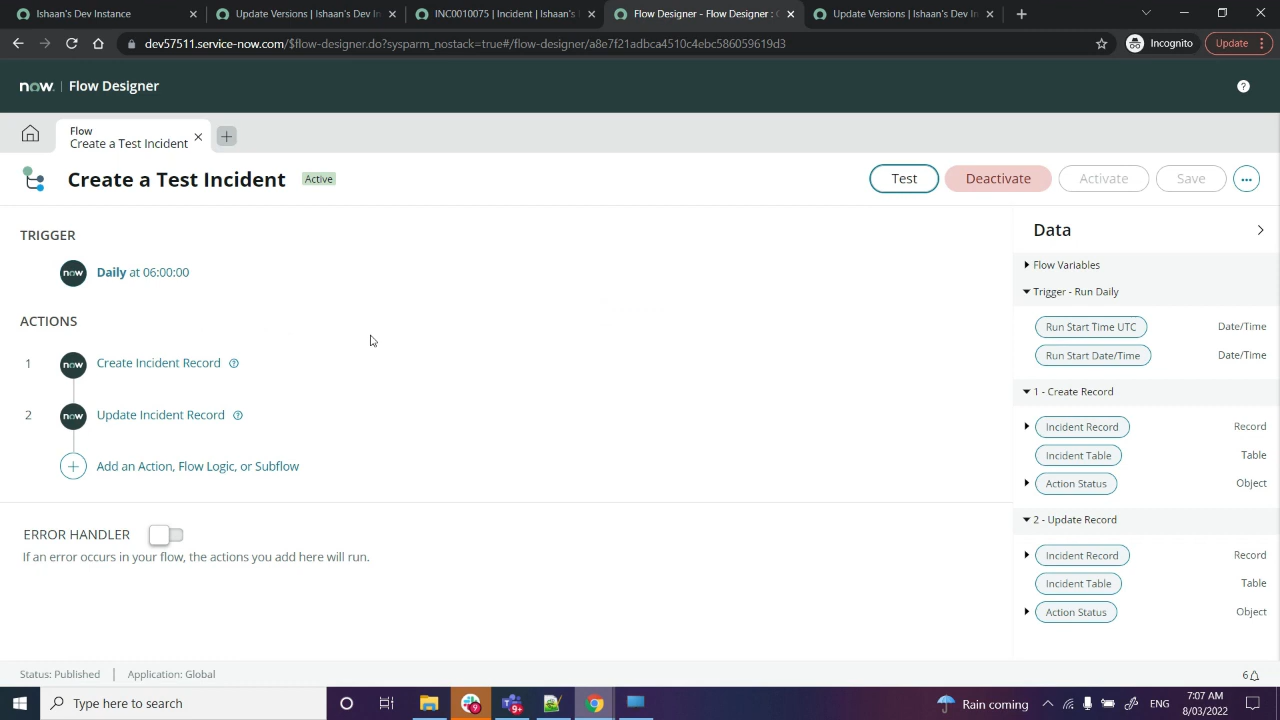 Ishaan's Dev Instance
Update Versions | Ishaan's Dev In
INC0010075 | Incident | Ishaan's
Flow Designer - Flow Designer : C
Update Versions | Ishaan's Dev In
dev57511.service-now.com/$flow-designer.do?sysparm_nostack=true#/flow-designer/a8e7f21adbca4510c4ebc586059619d3
Incognito
Update
now. | Flow Designer
Flow
Create a Test Incident
Create a Test Incident
Active
Test
Deactivate
Activate
Save
TRIGGER
now
Daily at 06:00:00
ACTIONS
1
now
Create Incident Record
2
now
Update Incident Record
Add an Action, Flow Logic, or Subflow
ERROR HANDLER
If an error occurs in your flow, the actions you add here will run.
Data
Flow Variables
Trigger - Run Daily
Run Start Time UTC Date/Time
Run Start Date/Time Date/Time
1 - Create Record
Incident Record Record
Incident Table Table
Action Status Object
2 - Update Record
Incident Record Record
Incident Table Table
Action Status Object
Status: Published | Application: Global
6
Type here to search
9+
Rain coming
ENG
7:07 AM
8/03/2022